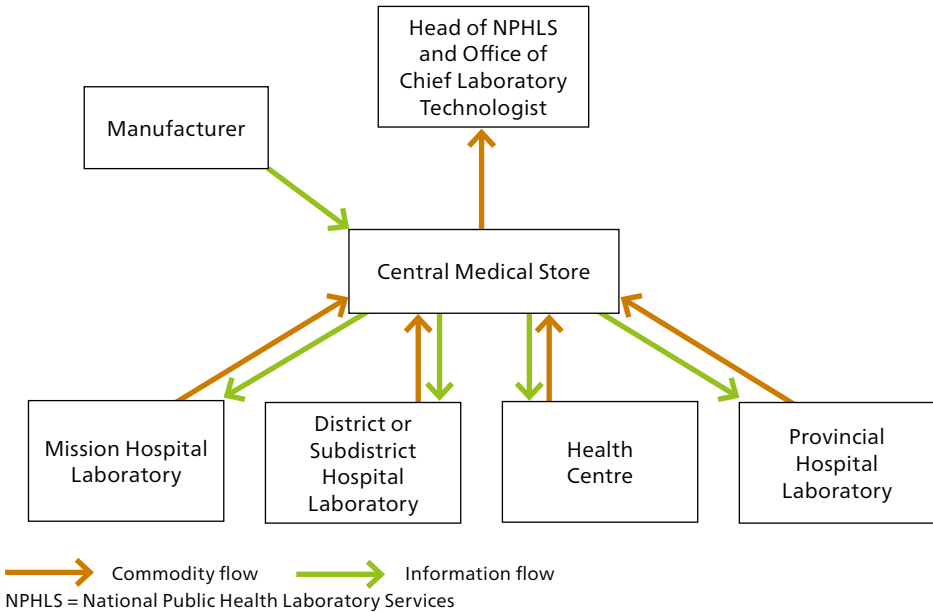 Head of NPHLS
and Office of
Chief Laboratory
Technologist
Manufacturer
Central Medical Store
Mission Hospital
Laboratory
District or
Subdistrict
Hospital
Laboratory
Health
Centre
Provincial
Hospital
Laboratory
Commodity flow
Information flow
NPHLS = National Public Health Laboratory Services